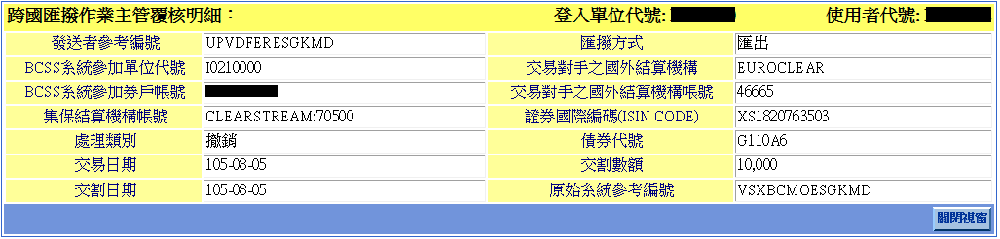 跨國匯撥作業主管覆核明細： 登入單位代號: 使用者代號:
發送者參考編號 UPVDFERESGKMD 匯撥方式 匯出
BCSS系統參加單位代號 I0210000 交易對手之國外結算機構 EUROCLEAR
BCSS系統參加券戶帳號 交易對手之國外結算機構帳號 46665
集保結算機構帳號 CLEARSTREAM:70500 證券國際編碼(ISIN CODE) XS1820763503
處理類別 撤銷 債券代號 G110A6
交易日期 105-08-05 交割數額 10,000
交割日期 105-08-05 原始系統參考編號 VSXBCMOESGKMD
關閉視窗